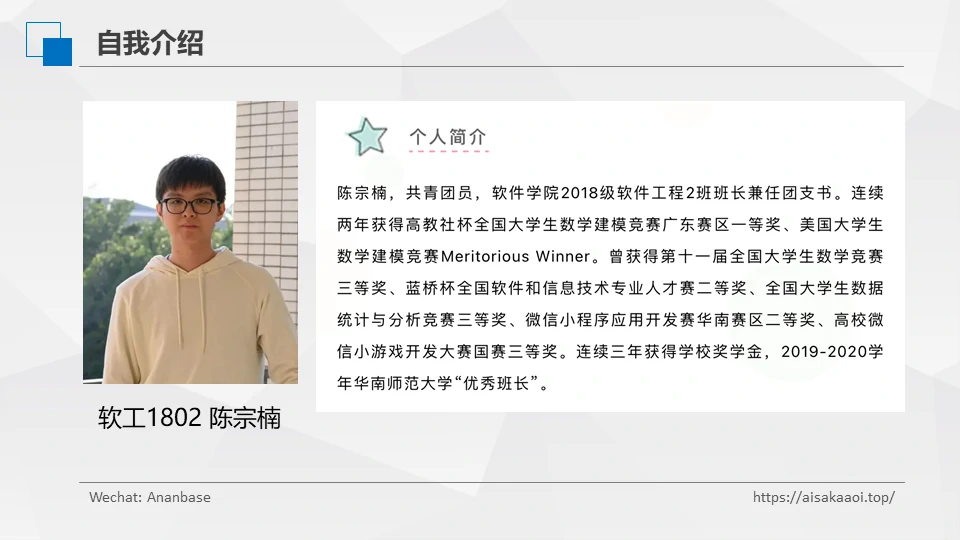 自我介绍
个人简介
陈宗楠，共青团员，软件学院2018级软件工程2班班长兼任团支书。连续
两年获得高教社杯全国大学生数学建模竞赛广东赛区一等奖、美国大学生
数学建模竞赛Meritorious Winner。曾获得第十一届全国大学生数学竞赛
三等奖、蓝桥杯全国软件和信息技术专业人才赛二等奖、全国大学生数据
统计与分析竞赛三等奖、微信小程序应用开发赛华南赛区二等奖、高校微
信小游戏开发大赛国赛三等奖。连续三年获得学校奖学金，2019-2020学
年华南师范大学“优秀班长”。
软工1802 陈宗楠
Wechat: Ananbase
https://aisakaaoi.top/